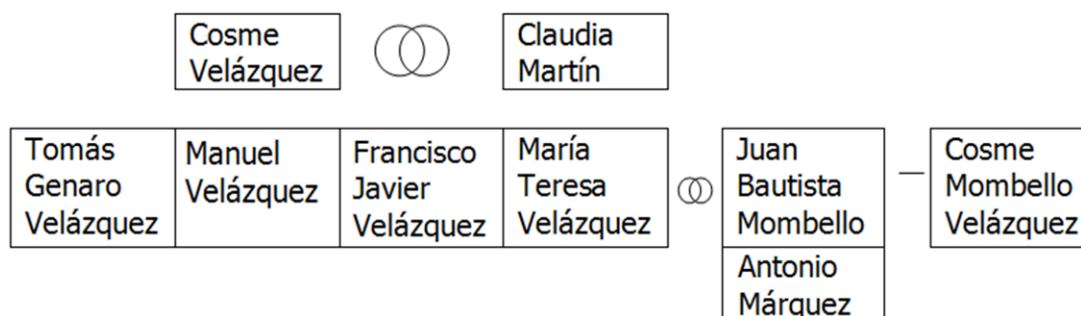 Cosme
Velázquez
Claudia
Martín
Tomás
Genaro
Velázquez
Manuel
Velázquez
Francisco
Javier
Velázquez
María
Teresa
Velázquez
Juan
Bautista
Mombello
Cosme
Mombello
Velázquez
Antonio
Márquez